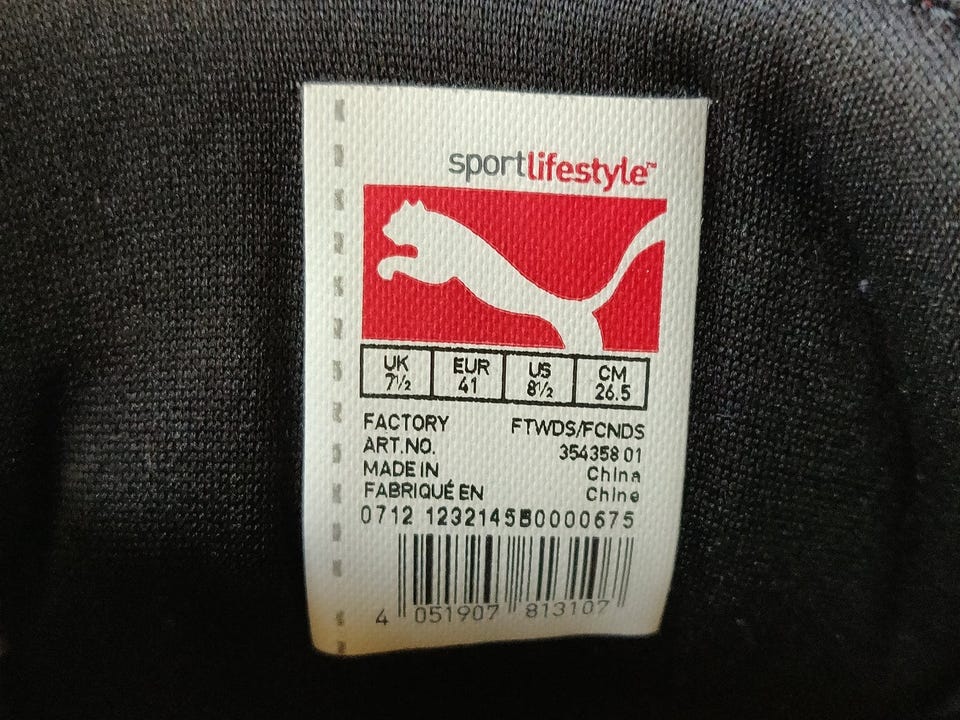 sportlifestyle™
UK EUR US CM
7½ 41 8½ 26.5
FACTORY FTWDS/FCNDS
ART.NO. 354358 01
MADE IN China
FABRIQUÉ EN Chine
0712 1232145B0000675
4 051907 813107